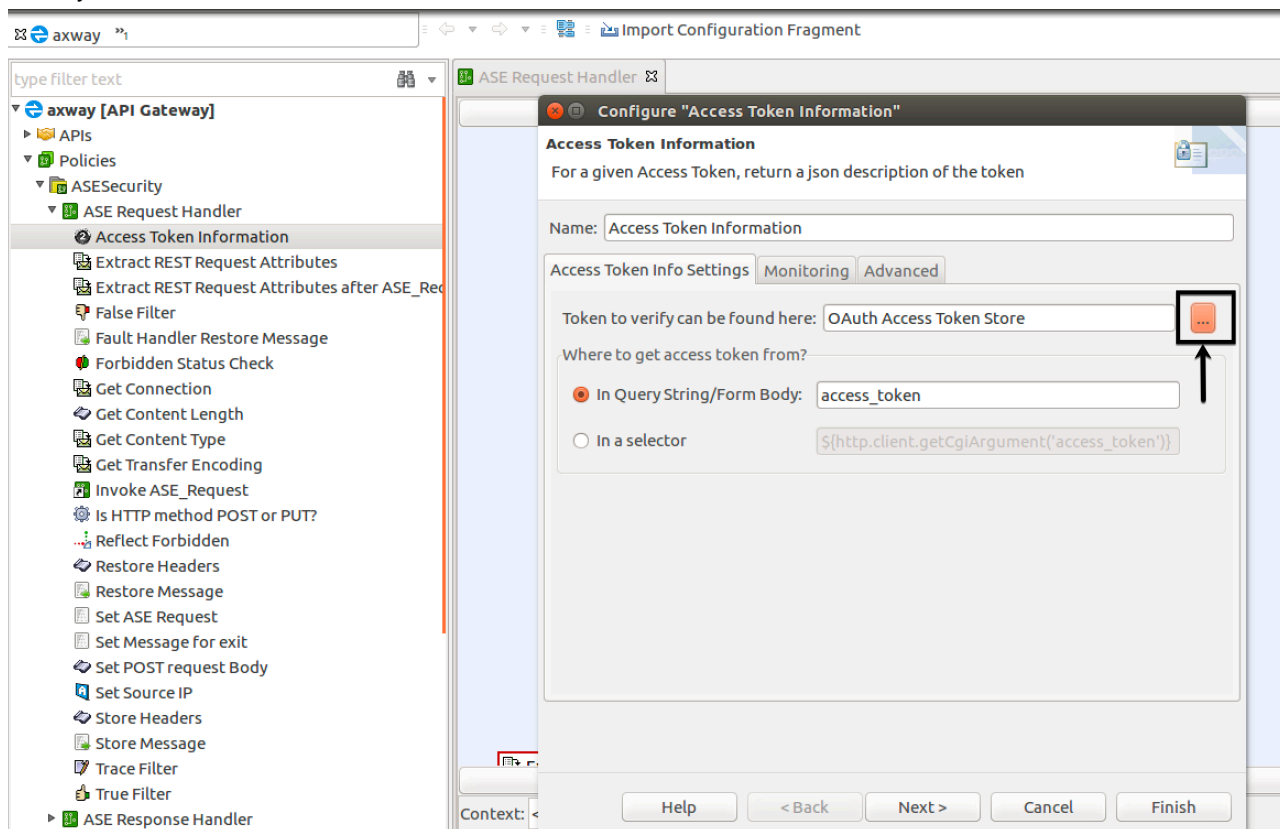 axway »1
Import Configuration Fragment
type filter text
axway [API Gateway]
APIs
Policies
ASESecurity
ASE Request Handler
Access Token Information
Extract REST Request Attributes
Extract REST Request Attributes after ASE_Req
False Filter
Fault Handler Restore Message
Forbidden Status Check
Get Connection
Get Content Length
Get Content Type
Get Transfer Encoding
Invoke ASE_Request
Is HTTP method POST or PUT?
Reflect Forbidden
Restore Headers
Restore Message
Set ASE Request
Set Message for exit
Set POST request Body
Set Source IP
Store Headers
Store Message
Trace Filter
True Filter
ASE Response Handler
ASE Request Handler
Configure "Access Token Information"
Access Token Information
For a given Access Token, return a json description of the token
Name: Access Token Information
Access Token Info Settings Monitoring Advanced
Token to verify can be found here: OAuth Access Token Store ...
Where to get access token from?
In Query String/Form Body: access_token
In a selector ${http.client.getCgiArgument('access_token')}
Context: <
Help < Back Next > Cancel Finish